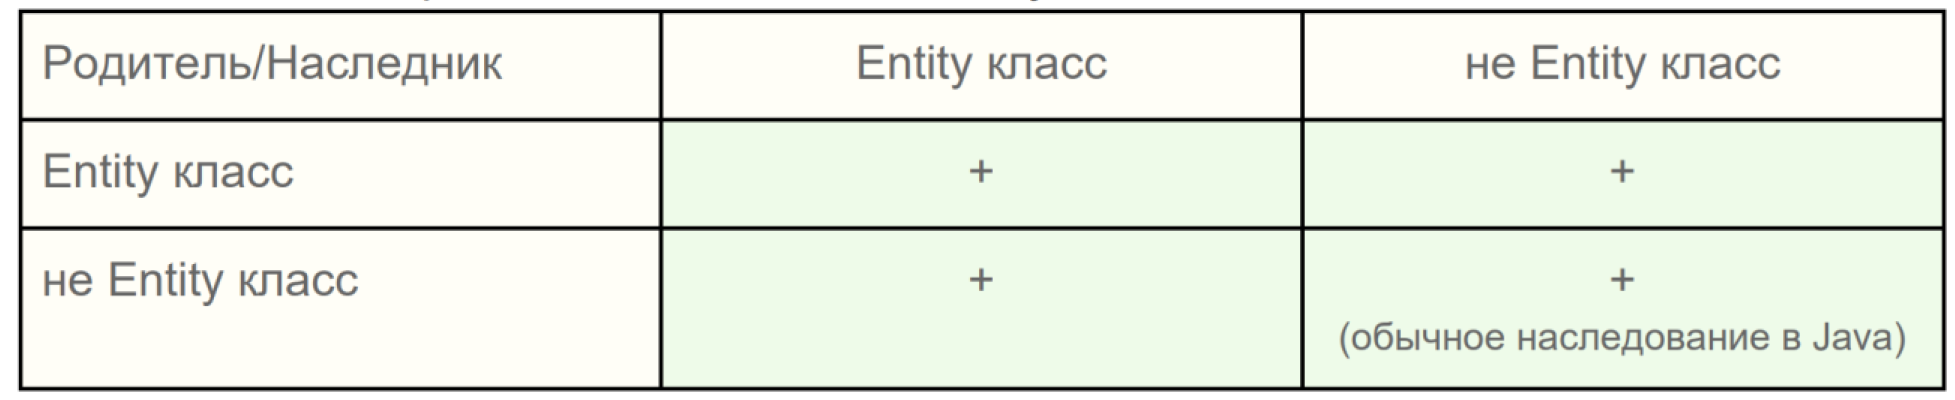 Родитель/Наследник Entity класс не Entity класс
Entity класс + +
не Entity класс + +
(обычное наследование в Java)